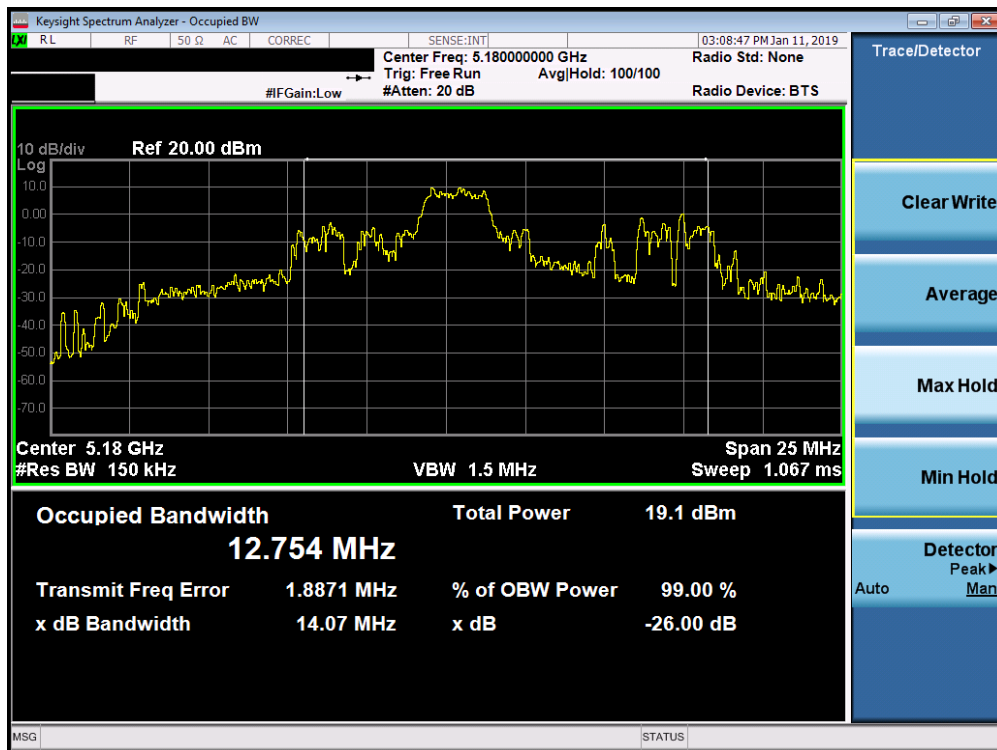 Keysight Spectrum Analyzer - Occupied BW
LXI RL RF 50 Ω AC CORREC SENSE:INT 03:08:47 PM Jan 11, 2019
Center Freq: 5.180000000 GHz Radio Std: None
Trig: Free Run Avg|Hold: 100/100
#IFGain:Low #Atten: 20 dB Radio Device: BTS
10 dB/div Ref 20.00 dBm
Log
10.0
0.00
-10.0
-20.0
-30.0
-40.0
-50.0
-60.0
-70.0
Center 5.18 GHz Span 25 MHz
#Res BW 150 kHz VBW 1.5 MHz Sweep 1.067 ms
Occupied Bandwidth Total Power 19.1 dBm
12.754 MHz
Transmit Freq Error 1.8871 MHz % of OBW Power 99.00 %
x dB Bandwidth 14.07 MHz x dB -26.00 dB
MSG STATUS
Trace/Detector
Clear Write
Average
Max Hold
Min Hold
Detector
Peak▶
Auto Man